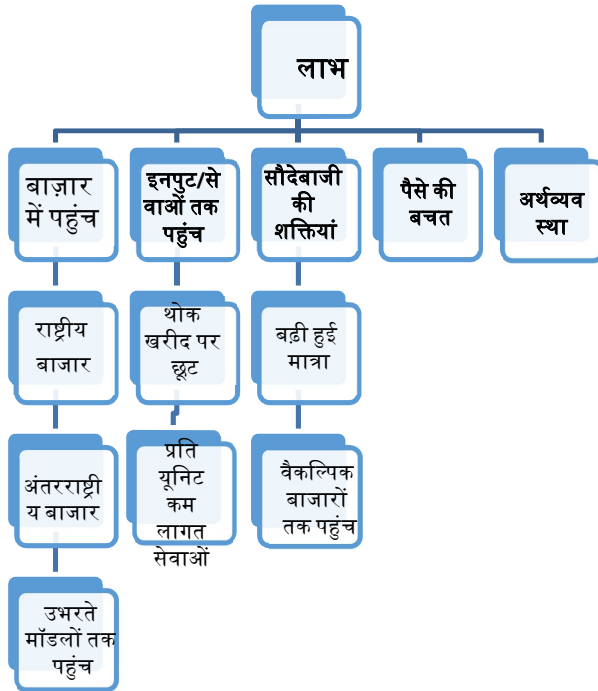 लाभ
बाज़ार
में पहुंच
इनपुट/से
वाओं तक
पहुंच
सौदेबाजी
की
शक्तियां
पैसे की
बचत
अर्थव्यव
स्था
राष्ट्रीय
बाजार
थोक
खरीद पर
छूट
बढ़ी हुई
मात्रा
अंतरराष्ट्री
य बाजार
प्रति
यूनिट
कम
लागत
सेवाओं
वैकल्पिक
बाजारों
तक पहुंच
उभरते
मॉडलों तक
पहुंच